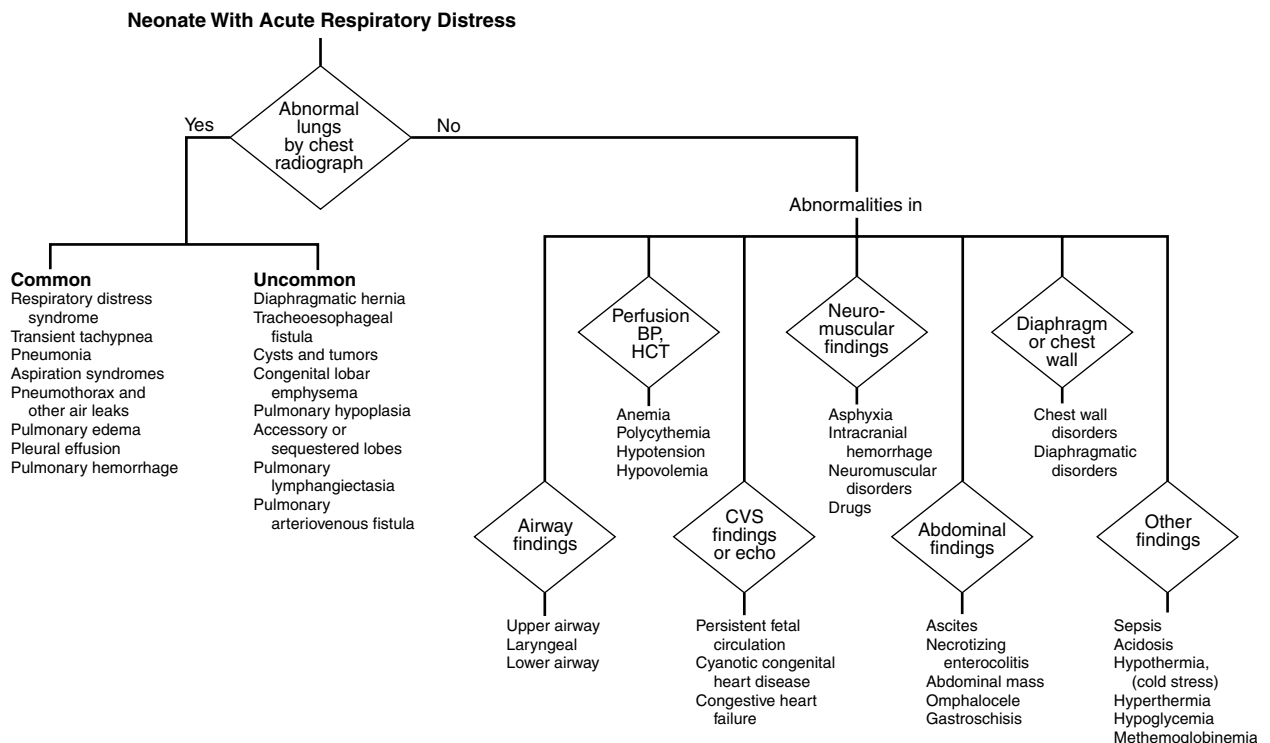 Neonate With Acute Respiratory Distress
Abnormal
lungs
by chest
radiograph
Yes
No
Abnormalities in
Common
Respiratory distress
syndrome
Transient tachypnea
Pneumonia
Aspiration syndromes
Pneumothorax and
other air leaks
Pulmonary edema
Pleural effusion
Pulmonary hemorrhage
Uncommon
Diaphragmatic hernia
Tracheoesophageal
fistula
Cysts and tumors
Congenital lobar
emphysema
Pulmonary hypoplasia
Accessory or
sequestered lobes
Pulmonary
lymphangiectasia
Pulmonary
arteriovenous fistula
Perfusion
BP,
HCT
Anemia
Polycythemia
Hypotension
Hypovolemia
Neuro-
muscular
findings
Asphyxia
Intracranial
hemorrhage
Neuromuscular
disorders
Drugs
Diaphragm
or chest
wall
Chest wall
disorders
Diaphragmatic
disorders
Airway
findings
Upper airway
Laryngeal
Lower airway
CVS
findings
or echo
Persistent fetal
circulation
Cyanotic congenital
heart disease
Congestive heart
failure
Abdominal
findings
Ascites
Necrotizing
enterocolitis
Abdominal mass
Omphalocele
Gastroschisis
Other
findings
Sepsis
Acidosis
Hypothermia,
(cold stress)
Hyperthermia
Hypoglycemia
Methemoglobinemia